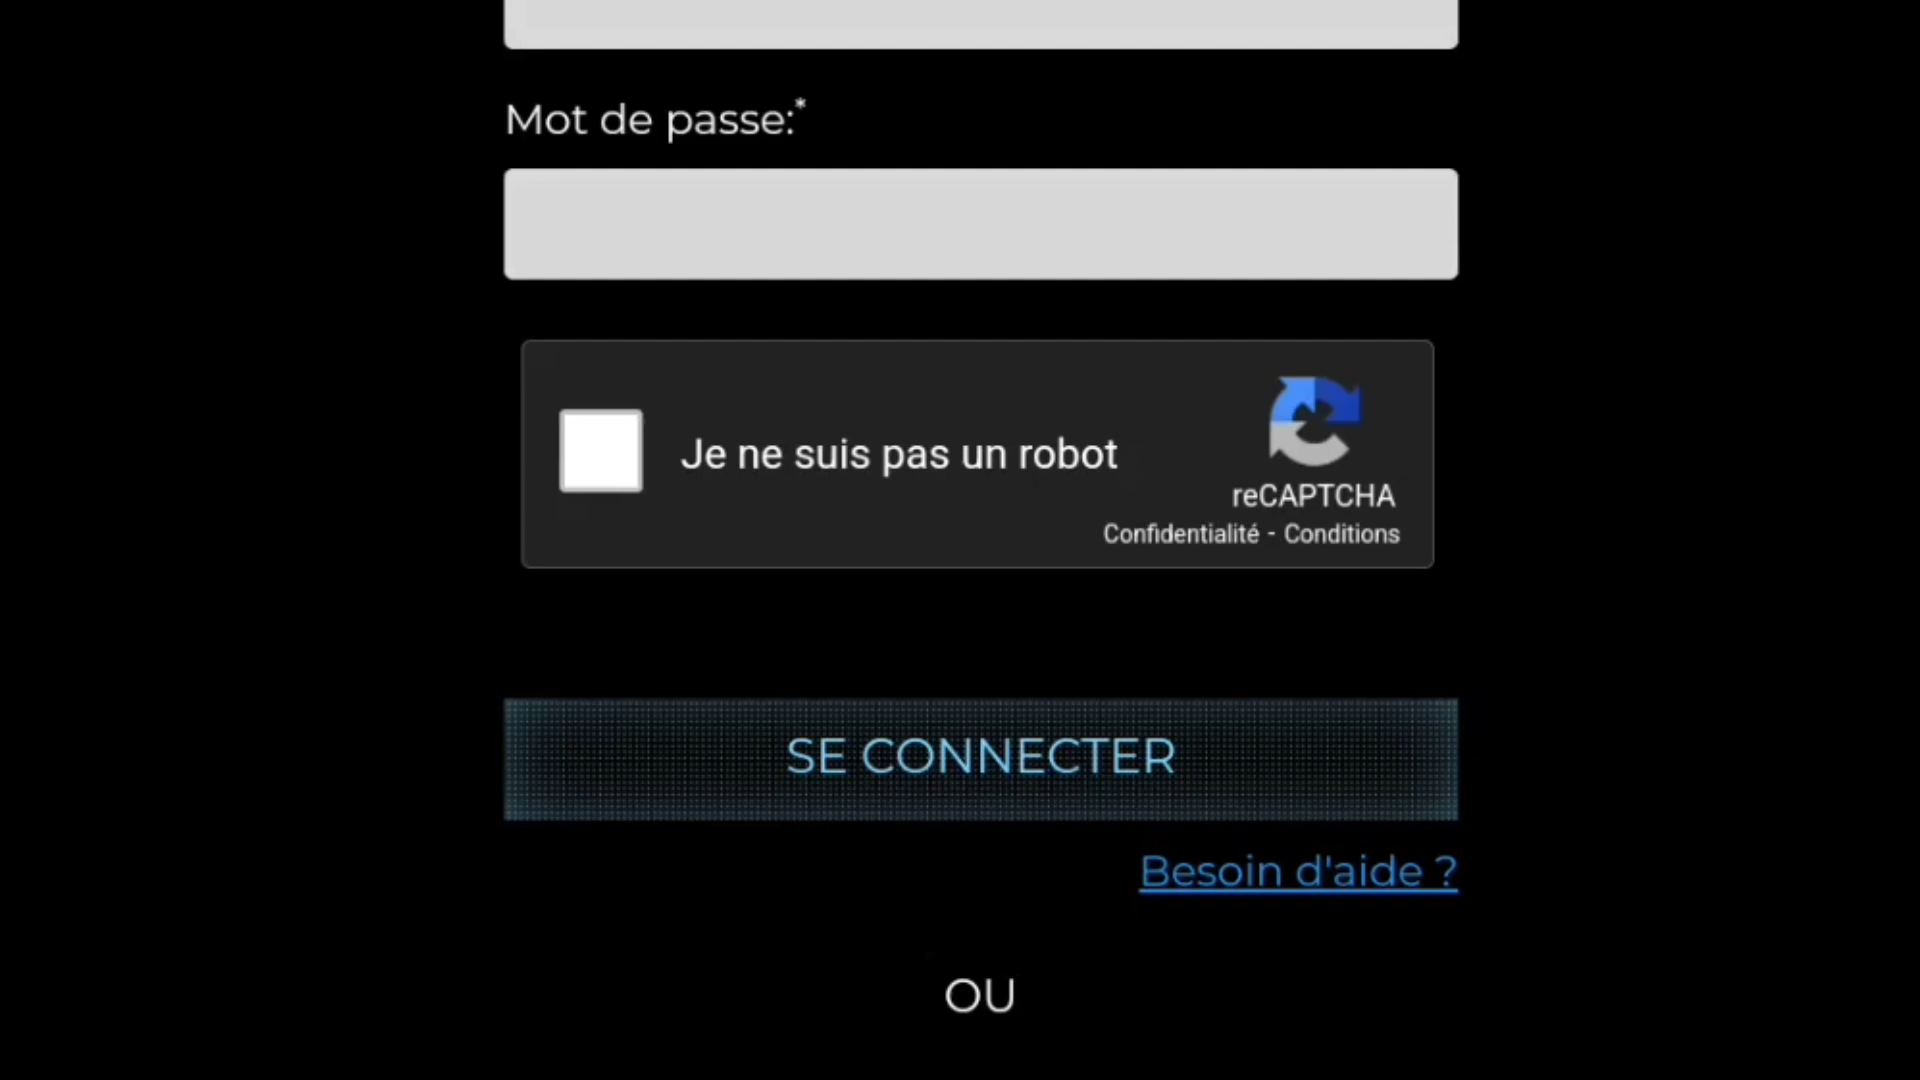 Mot de passe:*
Je ne suis pas un robot
reCAPTCHA
Confidentialité - Conditions
SE CONNECTER
Besoin d'aide ?
OU